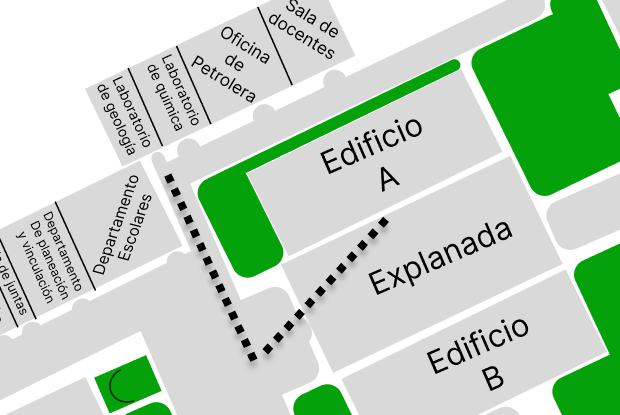 Sala de
docentes
Oficina
de
Petrolera
Laboratorio
de química
Laboratorio
de geología
Edificio
A
Departamento
Escolares
Departamento
De planeación
y vinculación
de juntas
Explanada
Edificio
B